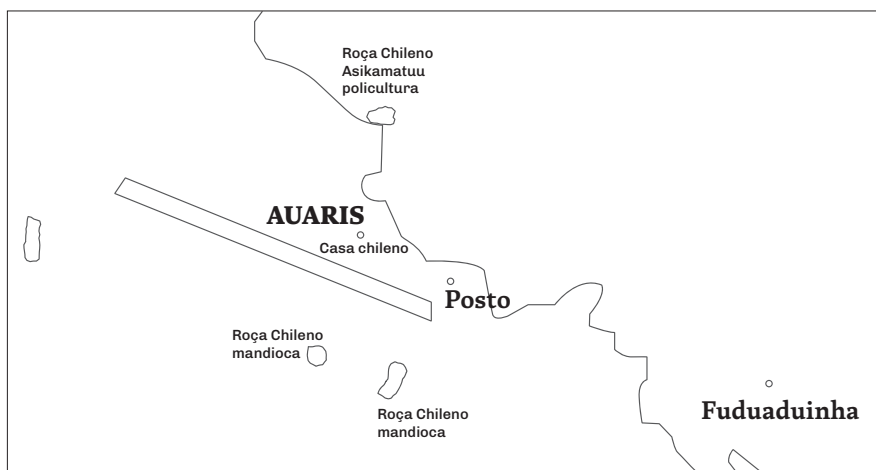 Roça Chileno
Asikamatuu
policultura
AUARIS
Casa chileno
Posto
Roça Chileno
mandioca
Roça Chileno
mandioca
Fuduaduinha